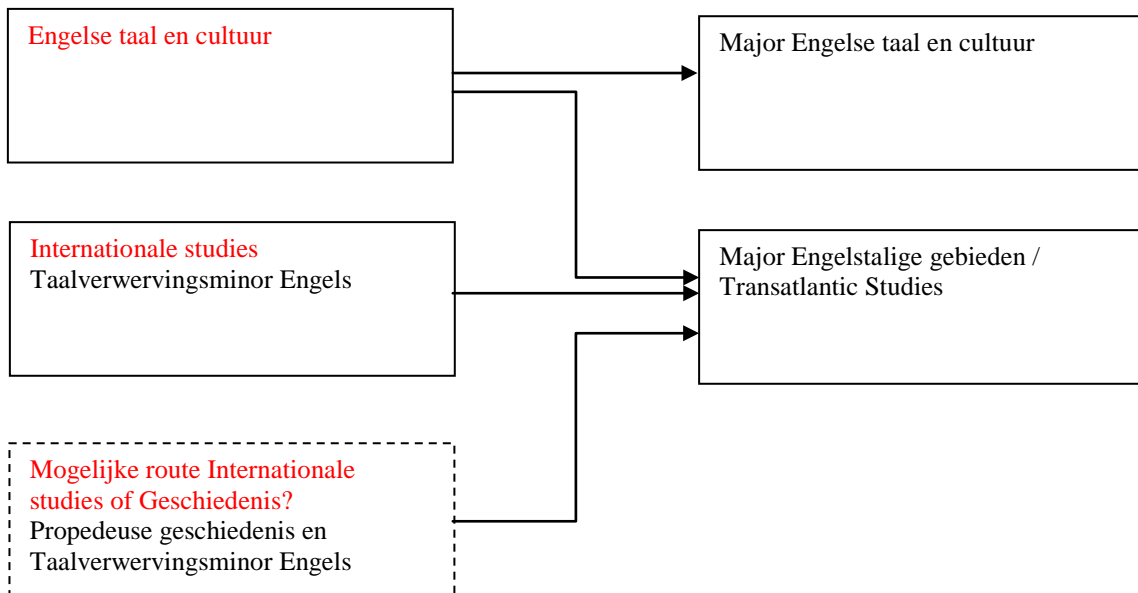 Engelse taal en cultuur
Major Engelse taal en cultuur
Internationale studies
Taalverwervingsminor Engels
Major Engelstalige gebieden /
Transatlantic Studies
Mogelijke route Internationale
studies of Geschiedenis?
Propedeuse geschiedenis en
Taalverwervingsminor Engels